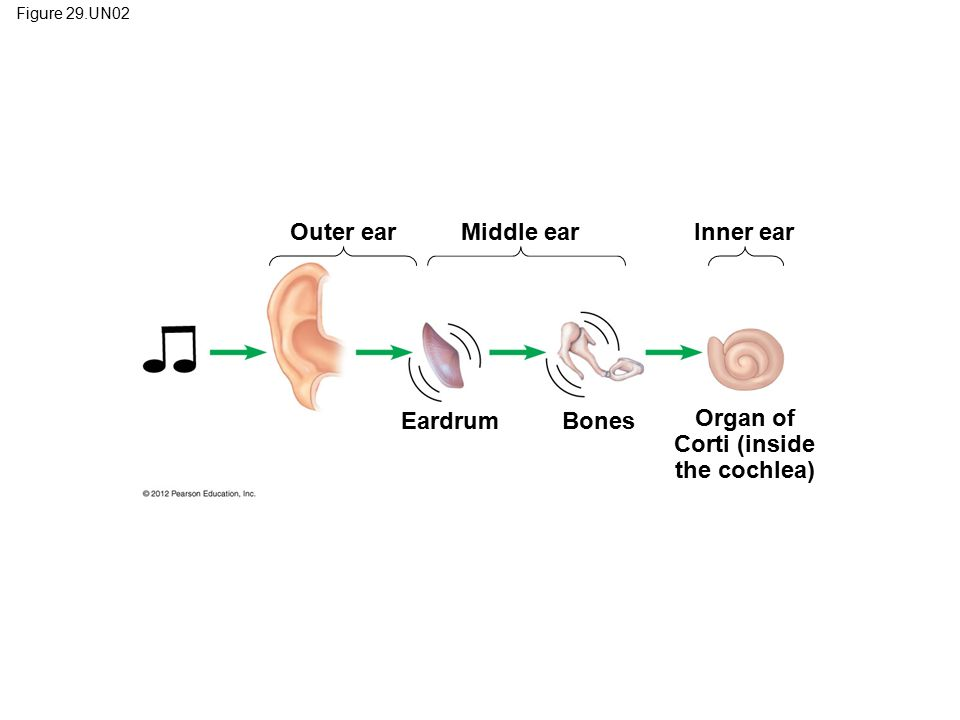 Figure 29.UN02
Outer ear
Middle ear
Inner ear
Eardrum
Bones
Organ of
Corti (inside
the cochlea)
© 2012 Pearson Education, Inc.